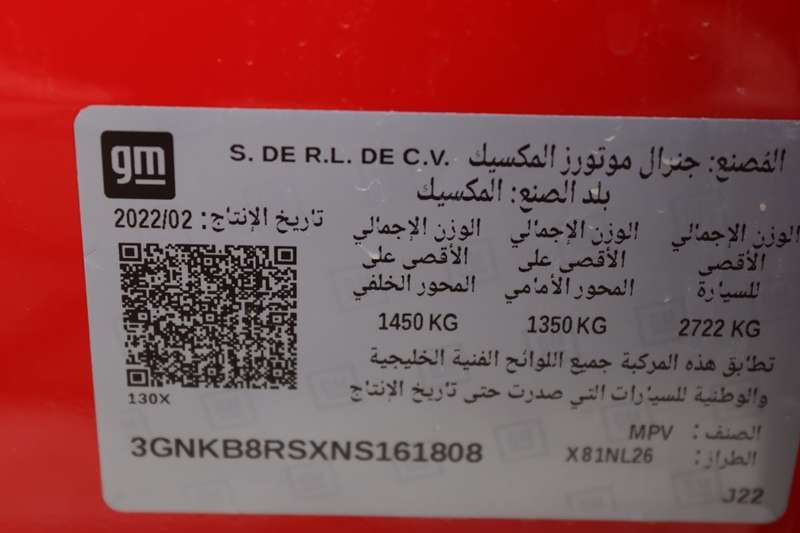 gm
المُصنع: جنرال موتورز المكسيك S. DE R.L. DE C.V.
بلد الصنع: المكسيك
تاريخ الإنتاج: 2022/02
الوزن الإجمالي الأقصى للسيارة
2722 KG
الوزن الإجمالي الأقصى على المحور الأمامي
1350 KG
الوزن الإجمالي الأقصى على المحور الخلفي
1450 KG
130X
تطابق هذه المركبة جميع اللوائح الفنية الخليجية
والوطنية للسيارات التي صدرت حتى تاريخ الإنتاج
الصنف: MPV
الطراز: X81NL26
3GNKB8RSXNS161808
J22